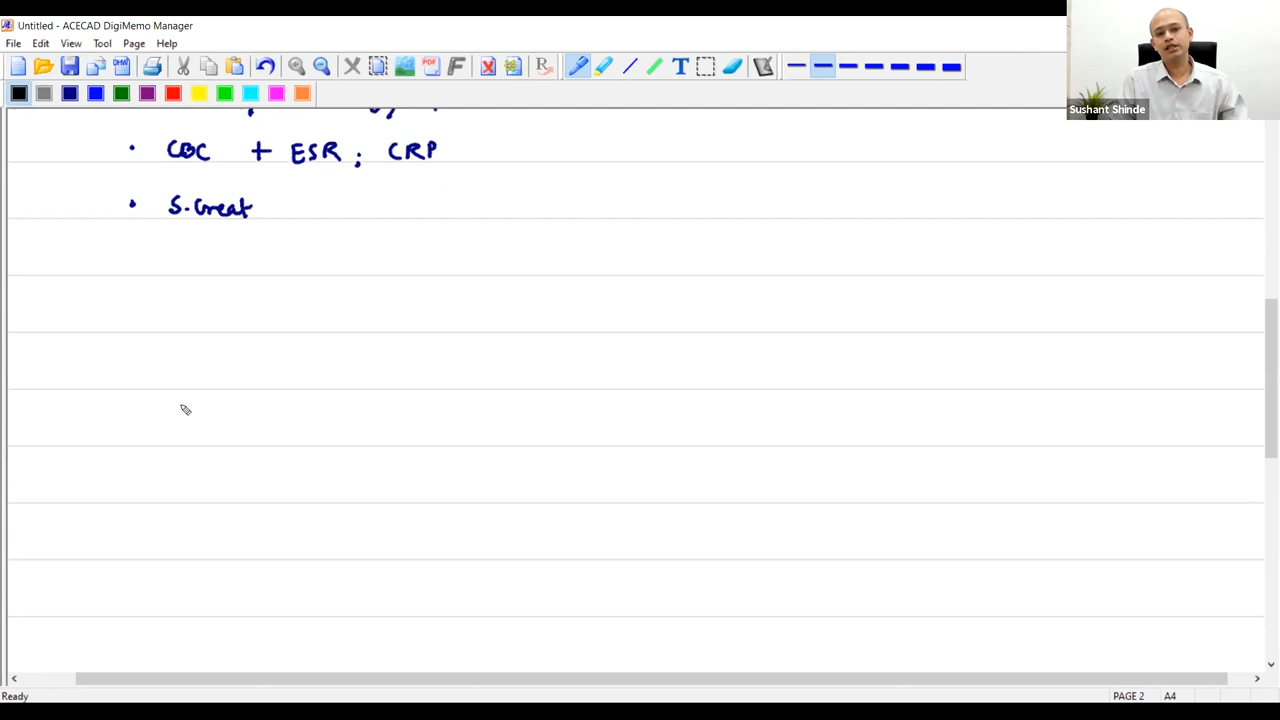 Untitled - ACECAD DigiMemo Manager
File Edit View Tool Page Help
Sushant Shinde
• CBC + ESR ; CRP
• S. Creat
Ready
PAGE 2 A4